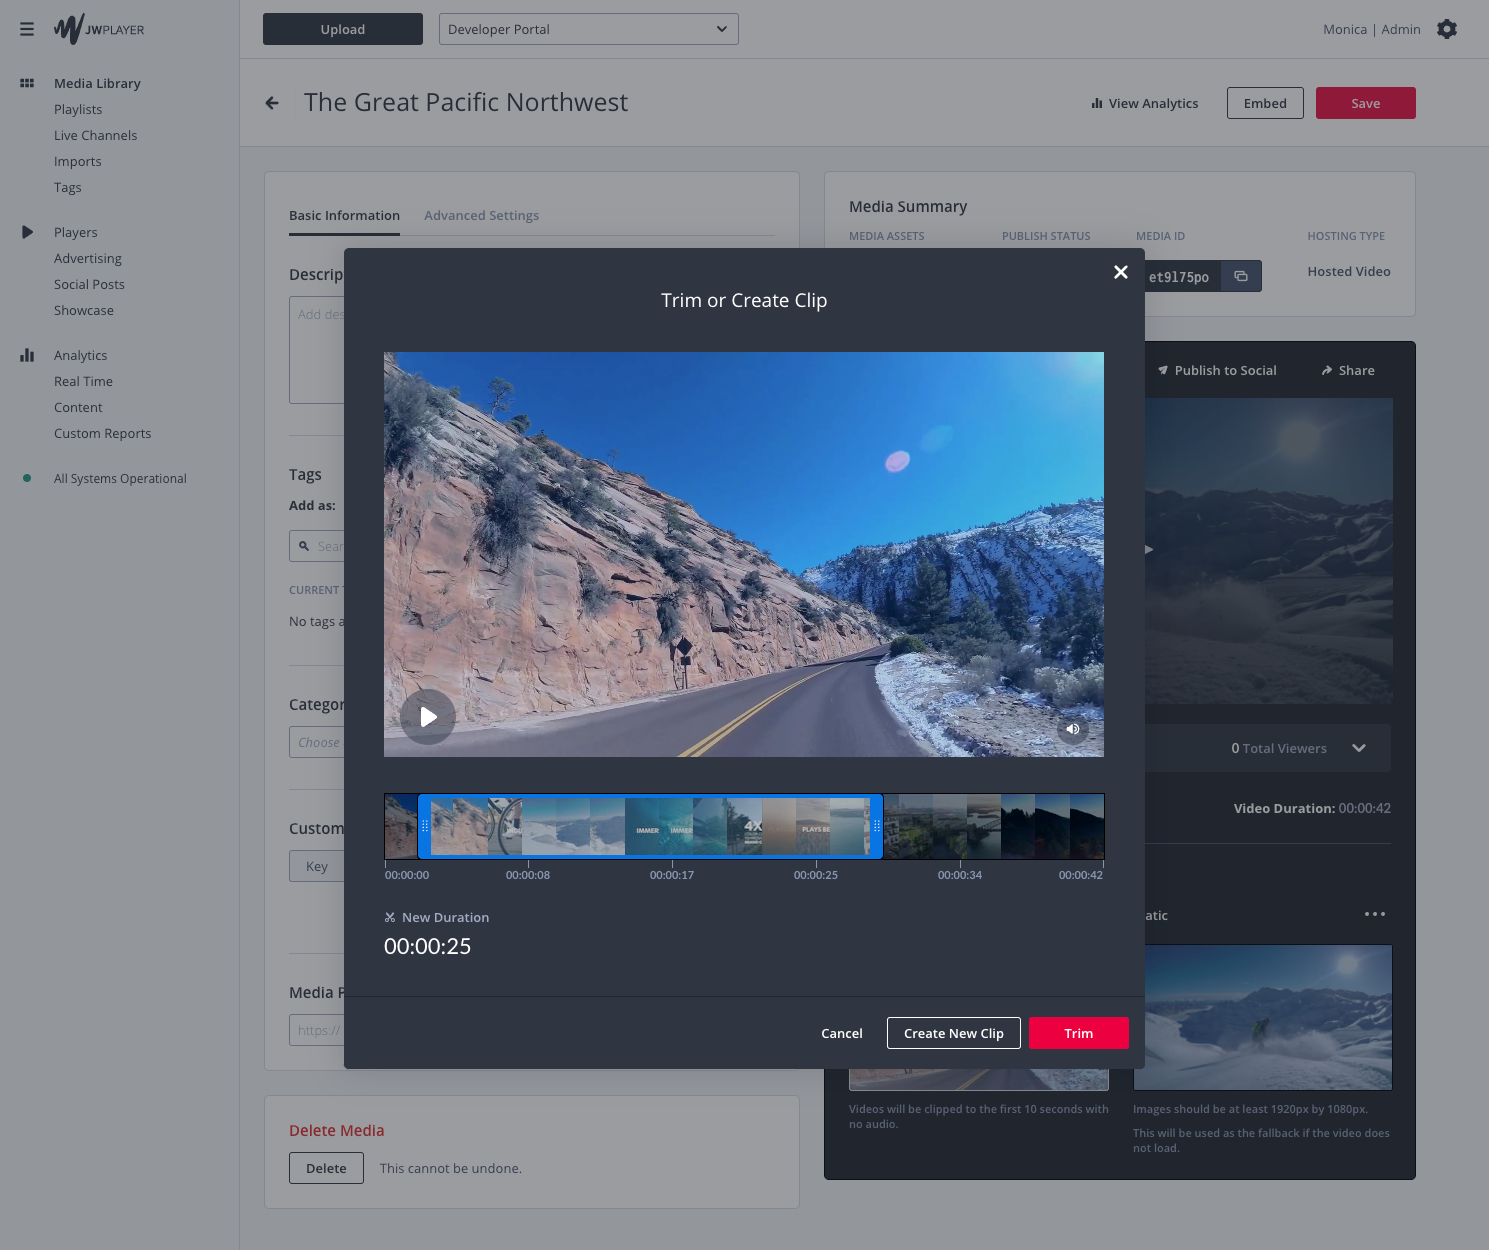 JWPLAYER
Upload
Developer Portal
Monica | Admin
Media Library
Playlists
Live Channels
Imports
Tags
Players
Advertising
Social Posts
Showcase
Analytics
Real Time
Content
Custom Reports
All Systems Operational
The Great Pacific Northwest
View Analytics
Embed
Save
Basic Information
Advanced Settings
Descrip
Add des
Tags
Add as:
Sear
CURRENT T
No tags a
Categor
Choose
Custom
Key
Media P
https://
Delete Media
Delete
This cannot be undone.
Media Summary
MEDIA ASSETS
PUBLISH STATUS
MEDIA ID
HOSTING TYPE
et9l75po
Hosted Video
Publish to Social
Share
0 Total Viewers
Video Duration: 00:00:42
atic
Videos will be clipped to the first 10 seconds with
no audio.
Images should be at least 1920px by 1080px.
This will be used as the fallback if the video does
not load.
Trim or Create Clip
IMMER
IMMER
4X
PLAYS BE
00:00:00
00:00:08
00:00:17
00:00:25
00:00:34
00:00:42
New Duration
00:00:25
Cancel
Create New Clip
Trim